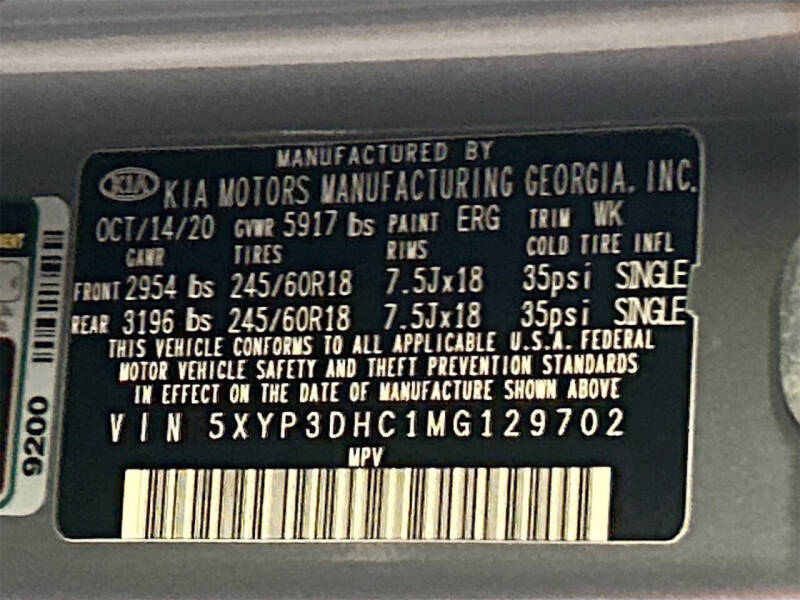 MANUFACTURED BY
KIA KIA MOTORS MANUFACTURING GEORGIA, INC.
OCT/14/20 GVWR 5917 lbs PAINT ERG TRIM WK
GAWR TIRES RIMS COLD TIRE INFL
FRONT 2954 lbs 245/60R18 7.5Jx18 35psi SINGLE
REAR 3196 lbs 245/60R18 7.5Jx18 35psi SINGLE
THIS VEHICLE CONFORMS TO ALL APPLICABLE U.S.A. FEDERAL
MOTOR VEHICLE SAFETY AND THEFT PREVENTION STANDARDS
IN EFFECT ON THE DATE OF MANUFACTURE SHOWN ABOVE
VIN 5XYP3DHC1MG129702
MPV
9200